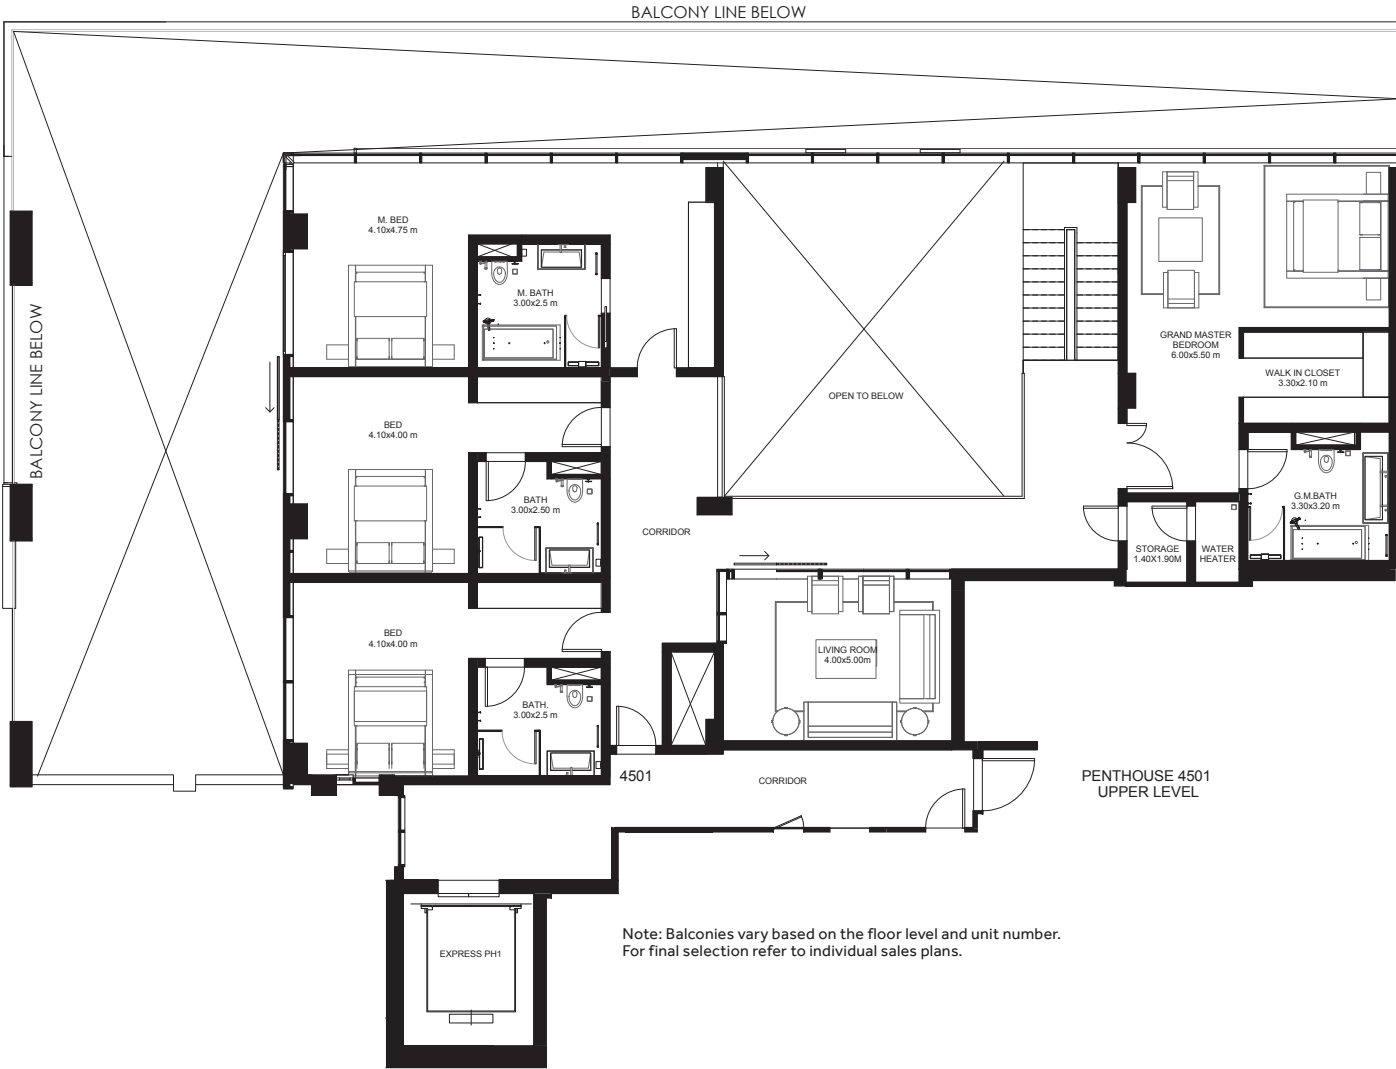 BALCONY LINE BELOW
BALCONY LINE BELOW
M. BED
4.10x4.75 m
M. BATH
3.00x2.5 m
GRAND MASTER
BEDROOM
6.00x5.50 m
WALK IN CLOSET
3.30x2.10 m
OPEN TO BELOW
BED
4.10x4.00 m
BATH
3.00x2.50 m
G.M.BATH
3.30x3.20 m
CORRIDOR
STORAGE
1.40X1.90M
WATER
HEATER
BED
4.10x4.00 m
LIVING ROOM
4.00x5.00m
BATH.
3.00x2.5 m
4501
CORRIDOR
PENTHOUSE 4501
UPPER LEVEL
EXPRESS PH1
Note: Balconies vary based on the floor level and unit number.
For final selection refer to individual sales plans.